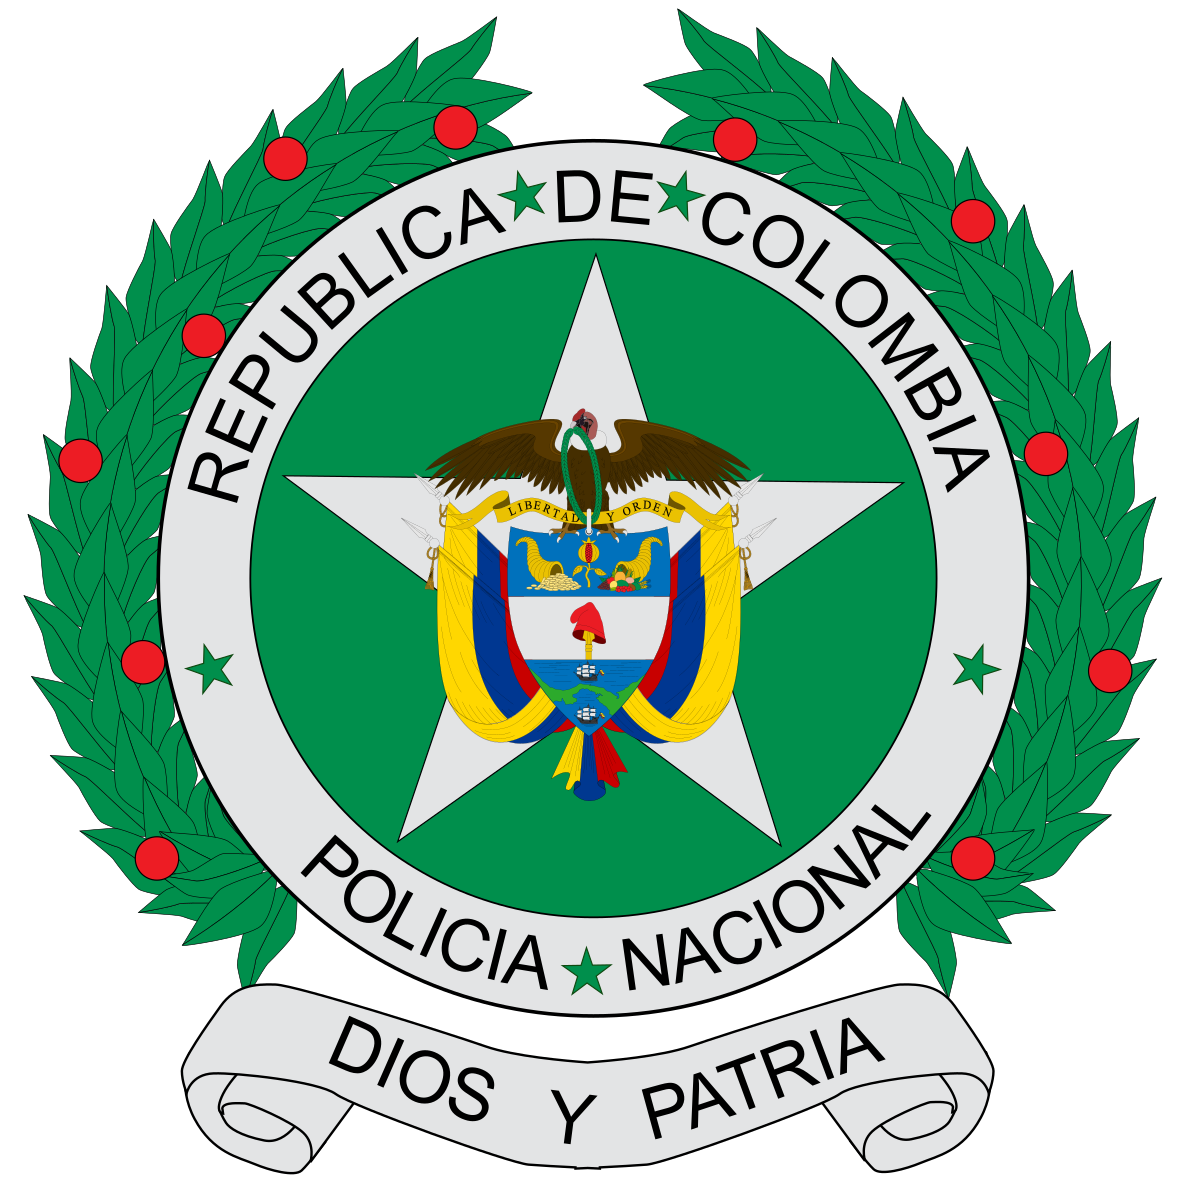 REPUBLICA DE COLOMBIA
LIBERTAD Y ORDEN
POLICIA NACIONAL
DIOS Y PATRIA